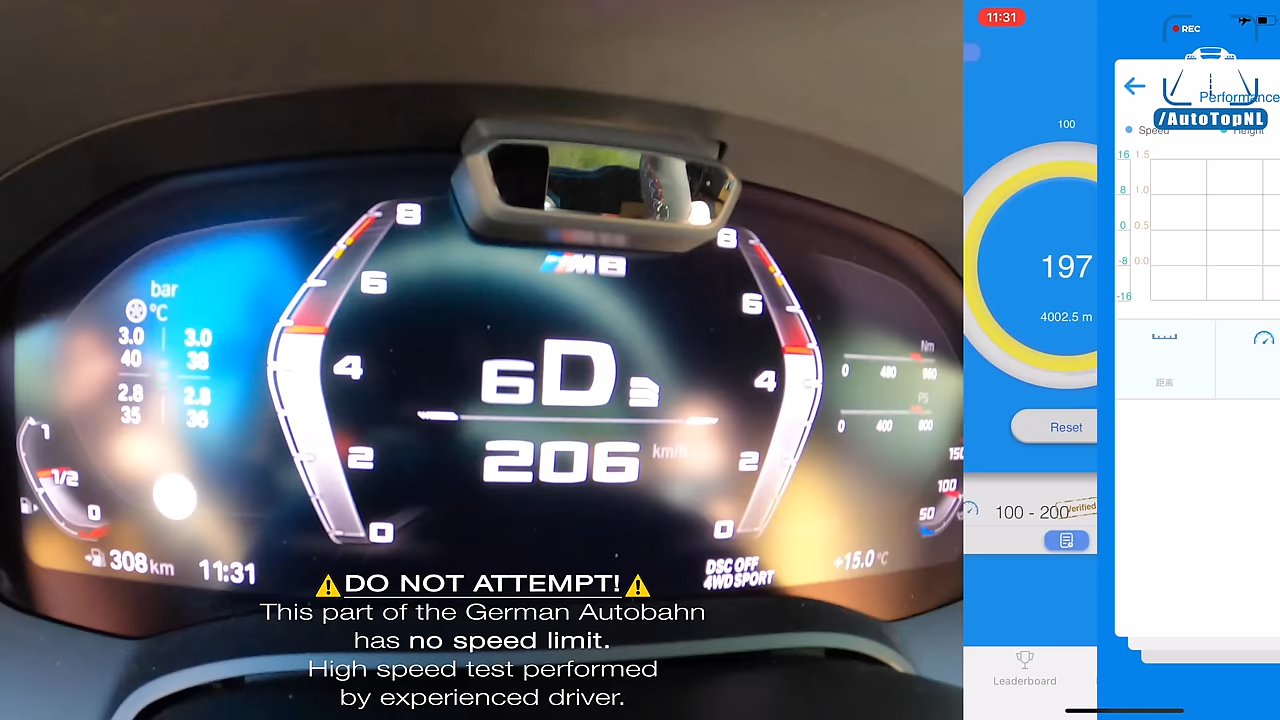 11:31
REC
Performance
/AutoTopNL
100
Speed
Height
16 1.5
8 1.0
0 0.5
-8 0.0
-16
197
4002.5 m
距离
Reset
100 - 200
Verified
Leaderboard
M8
bar
°C
3.0 3.0
40 38
2.8 2.8
35 36
8
6
4
2
0
8
6
4
2
0
6D3
206 km/h
Nm
0 480 960
PS
0 400 800
1
1/2
0
150
100
50
308 km
11:31
DSC OFF
4WD SPORT
+15.0 °C
DO NOT ATTEMPT!
This part of the German Autobahn
has no speed limit.
High speed test performed
by experienced driver.